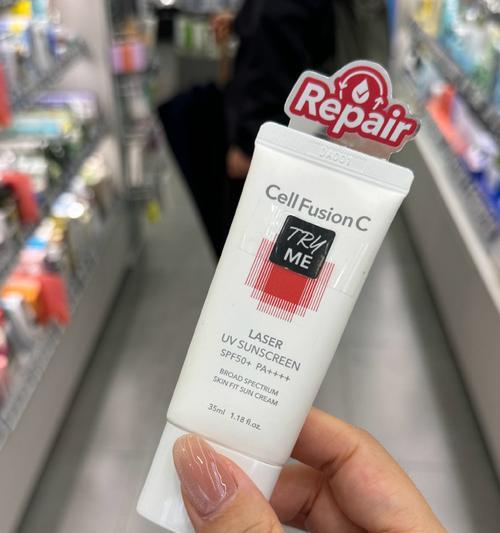 Repair
Cell Fusion C
TRY
ME
LASER
UV SUNSCREEN
SPF50+ PA++++
BROAD SPECTRUM
SKIN FIT SUN CREAM
35ml 1.18 fl.oz.